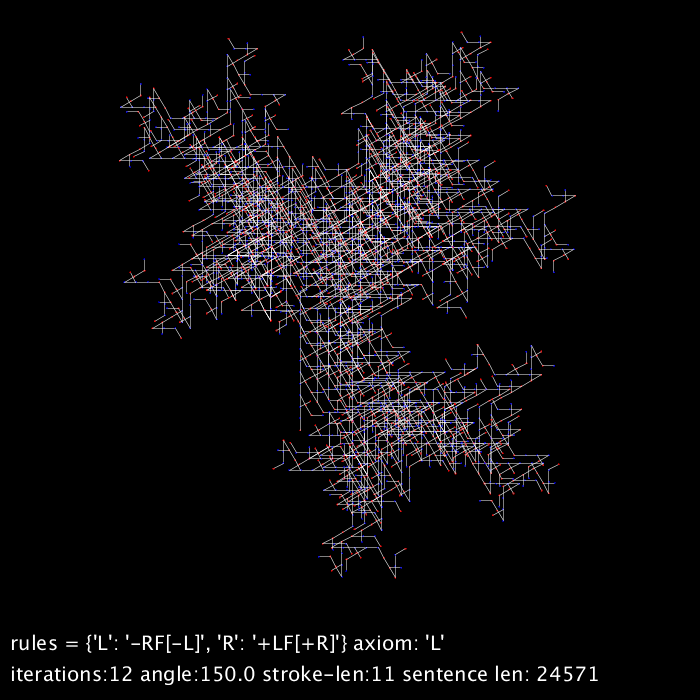 rules = {'L': '−RF[−L]', 'R': '+LF[+R]'} axiom: 'L'
iterations:12 angle:150.0 stroke-len:11 sentence len: 24571